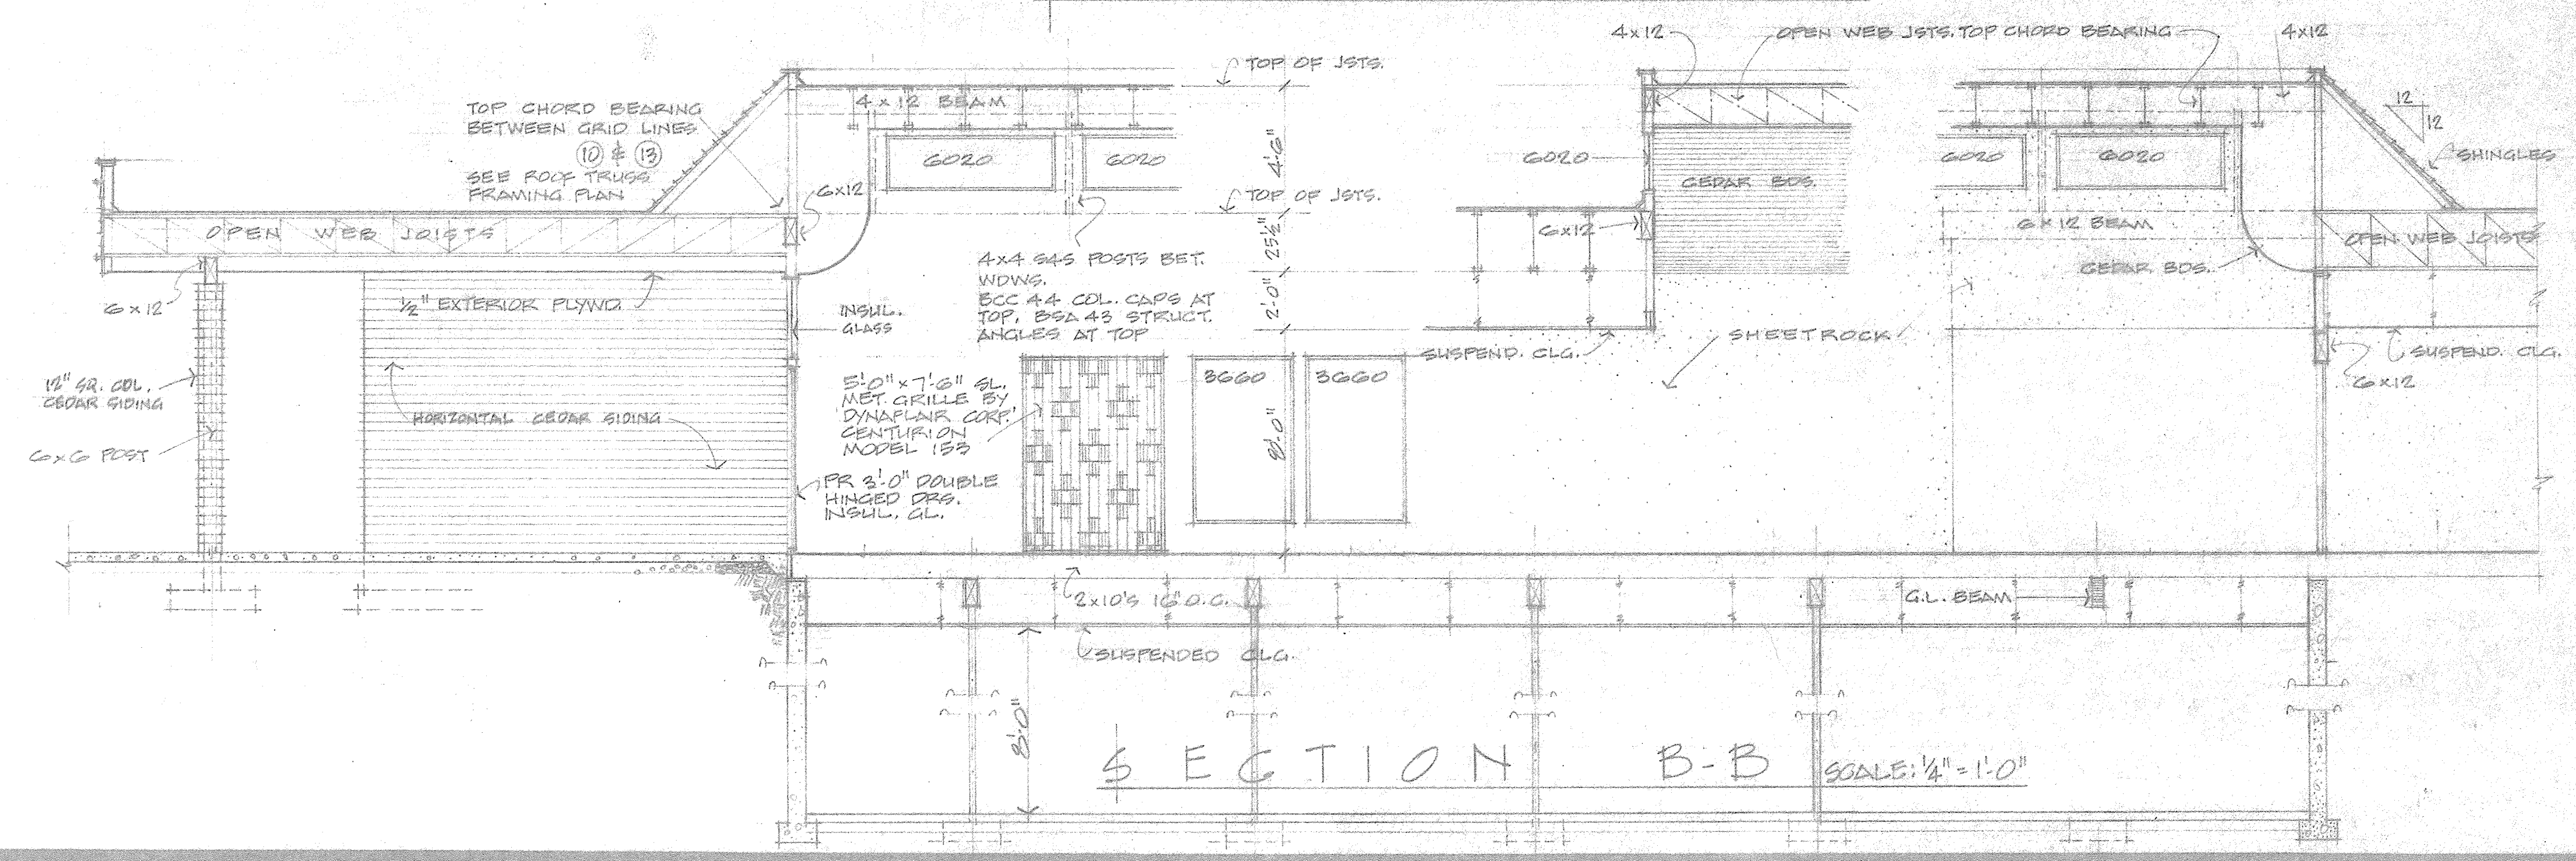 TOP CHORD BEARING
BETWEEN GRID LINES
10 & 13
SEE ROOF TRUSS
FRAMING PLAN
OPEN WEB JOISTS
6x12
6x12
1/2" EXTERIOR PLYWD.
12" SQ. COL.
CEDAR SIDING
6x6 POST
HORIZONTAL CEDAR SIDING
4x12 BEAM
6020
6020
TOP OF JSTS.
4'-6"
TOP OF JSTS.
25 1/2"
2'-0"
8'-0"
INSUL.
GLASS
4x4 S4S POSTS BET.
WDWS.
BCC 44 COL. CAPS AT
TOP, BSA 43 STRUCT.
ANGLES AT TOP
5'-0" x 7'-6" SL.
MET. GRILLE BY
'DYNAFLAIR CORP.'
CENTURION
MODEL 153
PR 3'-0" DOUBLE
HINGED DRS.
INSUL. GL.
3660
3660
4x12
OPEN WEB JSTS. TOP CHORD BEARING
4x12
6020
CEDAR BDS.
6x12
SUSPEND. CLG.
SHEETROCK
6020
6020
12
12
SHINGLES
6x12 BEAM
OPEN WEB JOISTS
CEDAR BDS.
SUSPEND. CLG.
6x12
2x10's 16" O.C.
G.L. BEAM
SUSPENDED CLG.
8'-0"
SECTION B-B SCALE: 1/4" = 1'-0"